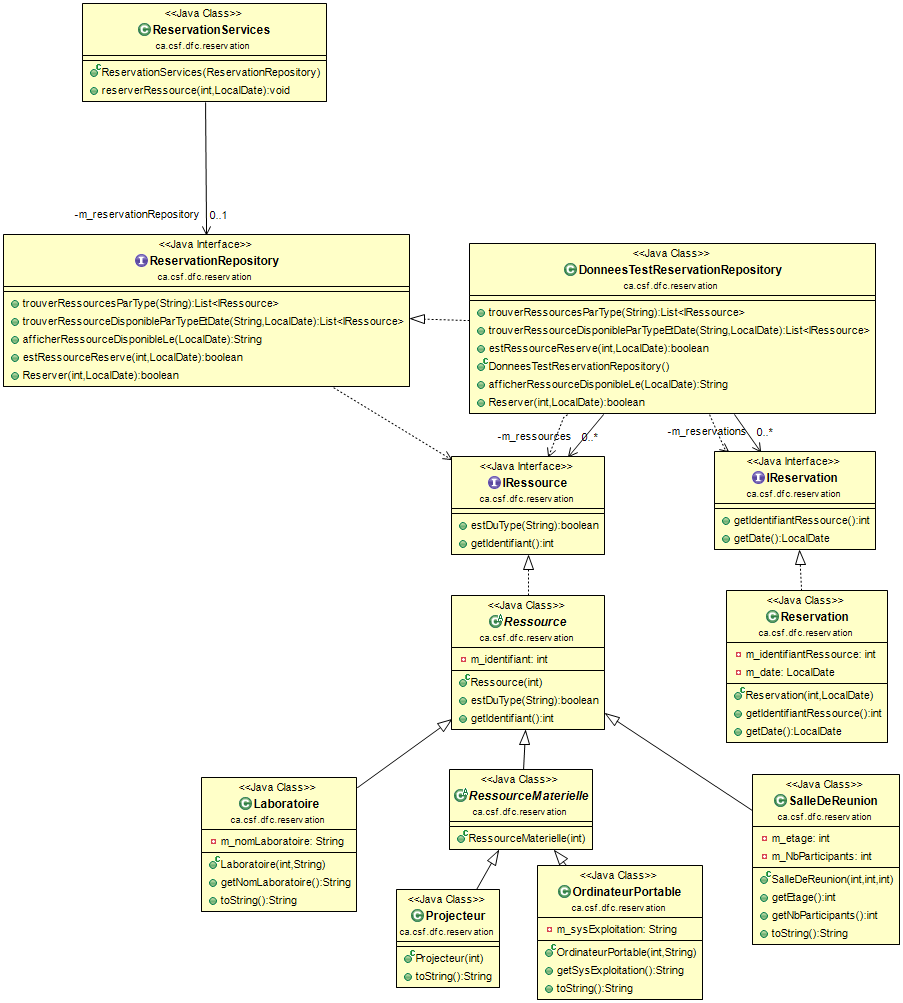 <<Java Class>>
ReservationServices
ca.csf.dfc.reservation
ReservationServices(ReservationRepository)
reserverRessource(int,LocalDate):void
-m_reservationRepository 0..1
<<Java Interface>>
ReservationRepository
ca.csf.dfc.reservation
trouverRessourcesParType(String):List<IRessource>
trouverRessourceDisponibleParTypeEtDate(String,LocalDate):List<IRessource>
afficherRessourceDisponibleLe(LocalDate):String
estRessourceReserve(int,LocalDate):boolean
Reserver(int,LocalDate):boolean
<<Java Class>>
DonneesTestReservationRepository
ca.csf.dfc.reservation
trouverRessourcesParType(String):List<IRessource>
trouverRessourceDisponibleParTypeEtDate(String,LocalDate):List<IRessource>
estRessourceReserve(int,LocalDate):boolean
DonneesTestReservationRepository()
afficherRessourceDisponibleLe(LocalDate):String
Reserver(int,LocalDate):boolean
-m_ressources 0..*
-m_reservations 0..*
<<Java Interface>>
IRessource
ca.csf.dfc.reservation
estDuType(String):boolean
getIdentifiant():int
<<Java Interface>>
IReservation
ca.csf.dfc.reservation
getIdentifiantRessource():int
getDate():LocalDate
<<Java Class>>
Ressource
ca.csf.dfc.reservation
m_identifiant: int
Ressource(int)
estDuType(String):boolean
getIdentifiant():int
<<Java Class>>
Reservation
ca.csf.dfc.reservation
m_identifiantRessource: int
m_date: LocalDate
Reservation(int,LocalDate)
getIdentifiantRessource():int
getDate():LocalDate
<<Java Class>>
Laboratoire
ca.csf.dfc.reservation
m_nomLaboratoire: String
Laboratoire(int,String)
getNomLaboratoire():String
toString():String
<<Java Class>>
RessourceMaterielle
ca.csf.dfc.reservation
RessourceMaterielle(int)
<<Java Class>>
SalleDeReunion
ca.csf.dfc.reservation
m_etage: int
m_NbParticipants: int
SalleDeReunion(int,int,int)
getEtage():int
getNbParticipants():int
toString():String
<<Java Class>>
Projecteur
ca.csf.dfc.reservation
Projecteur(int)
toString():String
<<Java Class>>
OrdinateurPortable
ca.csf.dfc.reservation
m_sysExploitation: String
OrdinateurPortable(int,String)
getSysExploitation():String
toString():String